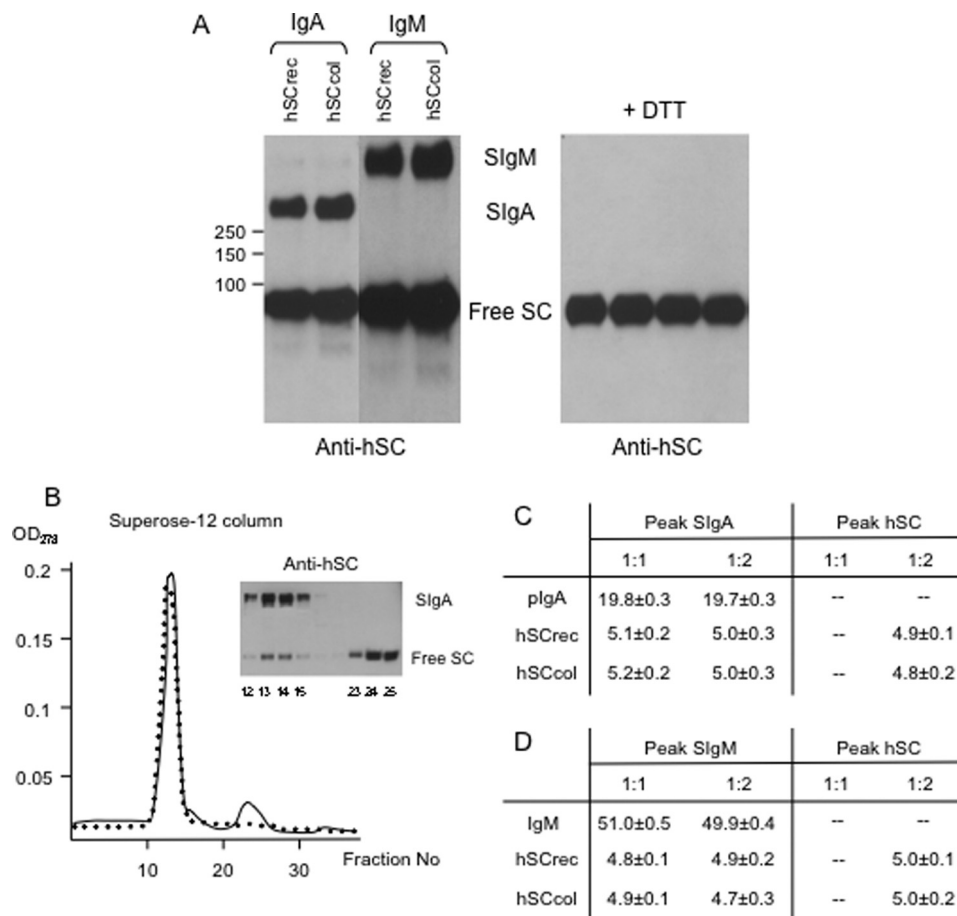 A
IgA IgM
hSCrec hSCcol hSCrec hSCcol
+ DTT
SIgM
SIgA
250
150
100
Free SC
Anti-hSC Anti-hSC
B
Superose-12 column
OD278
Anti-hSC
SIgA
Free SC
12 13 14 15 23 24 25
0.2
0.15
0.1
0.05
10 20 30
Fraction No
C
Peak SIgA Peak hSC
1:1 1:2 1:1 1:2
pIgA 19.8±0.3 19.7±0.3 -- --
hSCrec 5.1±0.2 5.0±0.3 -- 4.9±0.1
hSCcol 5.2±0.2 5.0±0.3 -- 4.8±0.2
D
Peak SIgM Peak hSC
1:1 1:2 1:1 1:2
IgM 51.0±0.5 49.9±0.4 -- --
hSCrec 4.8±0.1 4.9±0.2 -- 5.0±0.1
hSCcol 4.9±0.1 4.7±0.3 -- 5.0±0.2